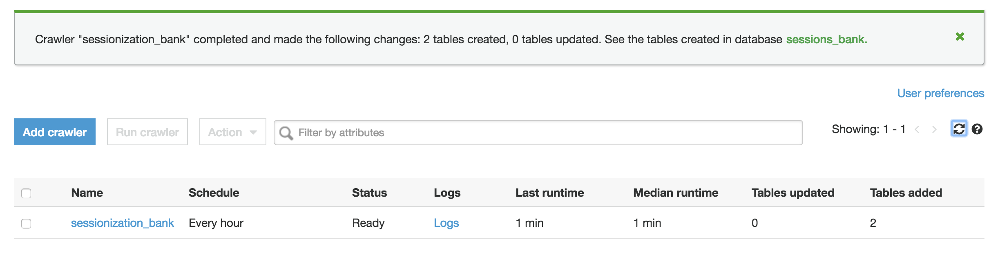 Crawler "sessionization_bank" completed and made the following changes: 2 tables created, 0 tables updated. See the tables created in database sessions_bank.
User preferences
Add crawler Run crawler Action Filter by attributes Showing: 1 - 1
Name Schedule Status Logs Last runtime Median runtime Tables updated Tables added
sessionization_bank Every hour Ready Logs 1 min 1 min 0 2